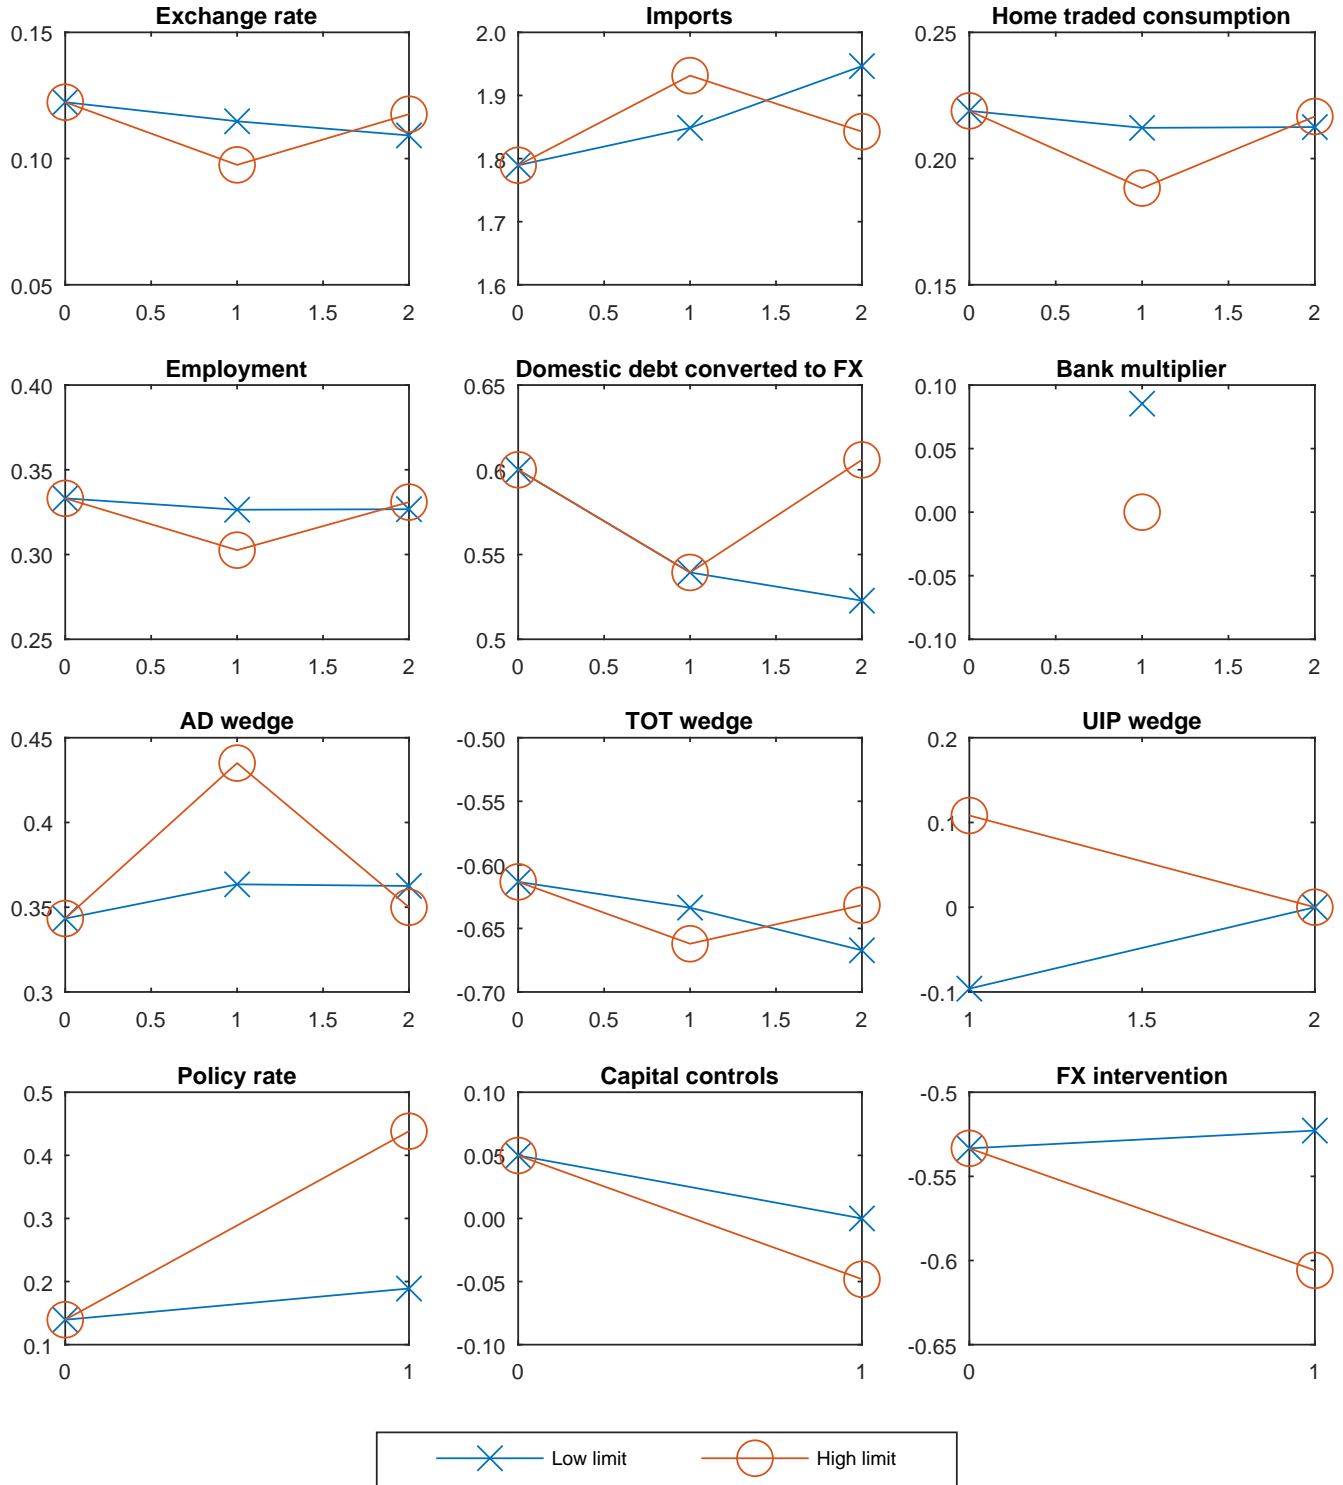 Exchange rate
0.15
0.10
0.05
0 0.5 1 1.5 2
Imports
2.0
1.9
1.8
1.7
1.6
0 0.5 1 1.5 2
Home traded consumption
0.25
0.20
0.15
0 0.5 1 1.5 2
Employment
0.40
0.35
0.30
0.25
0 0.5 1 1.5 2
Domestic debt converted to FX
0.65
0.6
0.55
0.5
0 0.5 1 1.5 2
Bank multiplier
0.10
0.05
0.00
-0.05
-0.10
0 0.5 1 1.5 2
AD wedge
0.45
0.4
0.35
0.3
0 0.5 1 1.5 2
TOT wedge
-0.50
-0.55
-0.60
-0.65
-0.70
0 0.5 1 1.5 2
UIP wedge
0.2
0.1
0
-0.1
1 1.5 2
Policy rate
0.5
0.4
0.3
0.2
0.1
0 1
Capital controls
0.10
0.05
0.00
-0.05
-0.10
0 1
FX intervention
-0.5
-0.55
-0.6
-0.65
0 1
Low limit High limit